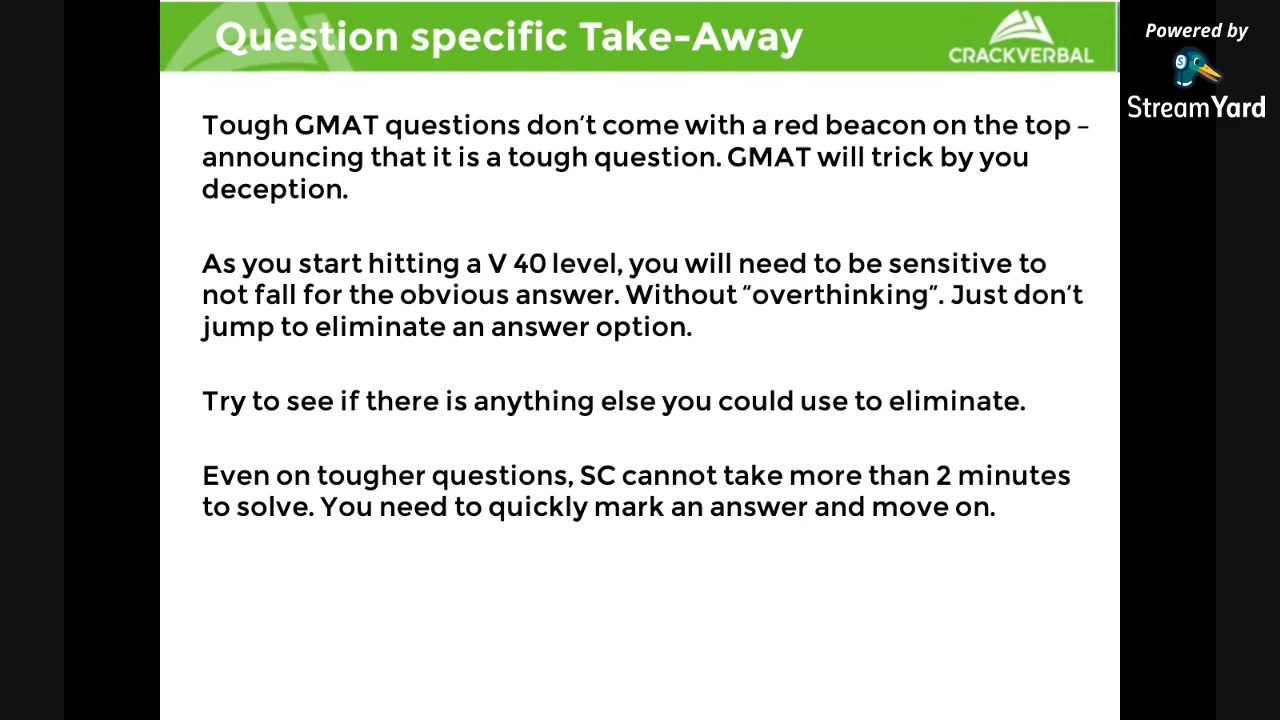 Question specific Take-Away
CRACKVERBAL
Powered by
StreamYard
Tough GMAT questions don't come with a red beacon on the top –
announcing that it is a tough question. GMAT will trick by you
deception.
As you start hitting a V 40 level, you will need to be sensitive to
not fall for the obvious answer. Without "overthinking". Just don't
jump to eliminate an answer option.
Try to see if there is anything else you could use to eliminate.
Even on tougher questions, SC cannot take more than 2 minutes
to solve. You need to quickly mark an answer and move on.